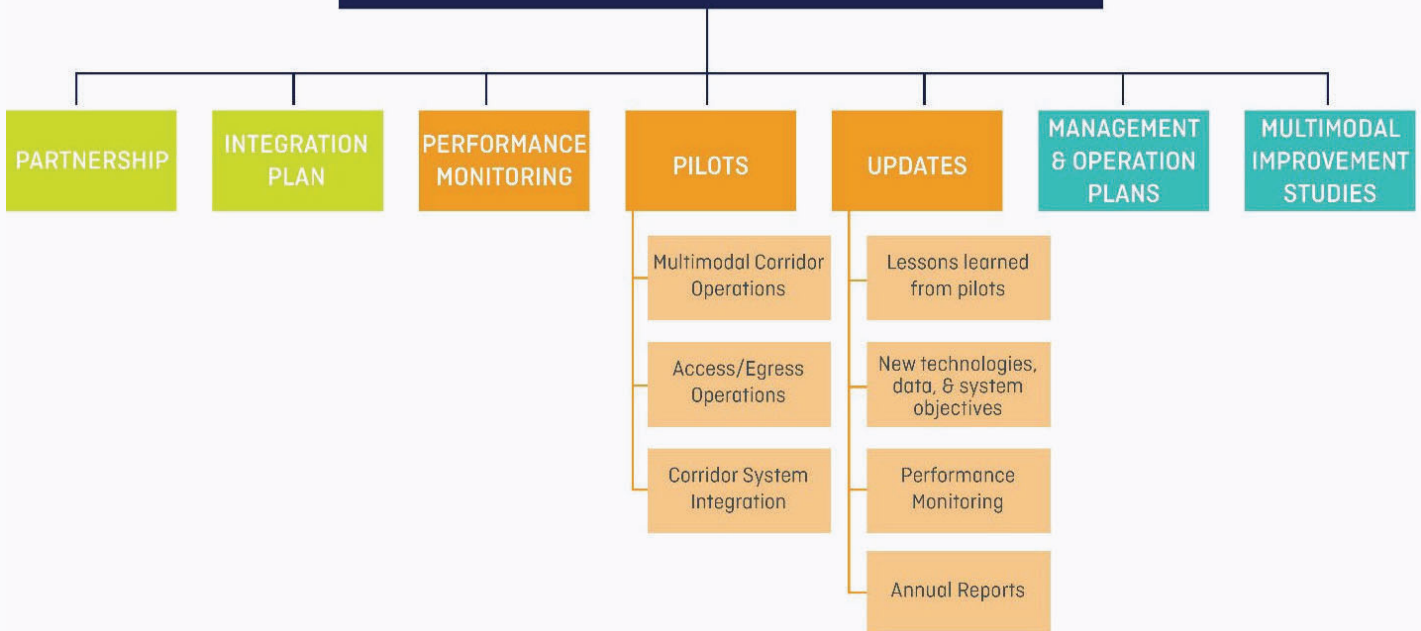 PARTNERSHIP
INTEGRATION
PLAN
PERFORMANCE
MONITORING
PILOTS
UPDATES
MANAGEMENT
& OPERATION
PLANS
MULTIMODAL
IMPROVEMENT
STUDIES
Multimodal Corridor
Operations
Access/Egress
Operations
Corridor System
Integration
Lessons learned
from pilots
New technologies,
data, & system
objectives
Performance
Monitoring
Annual Reports